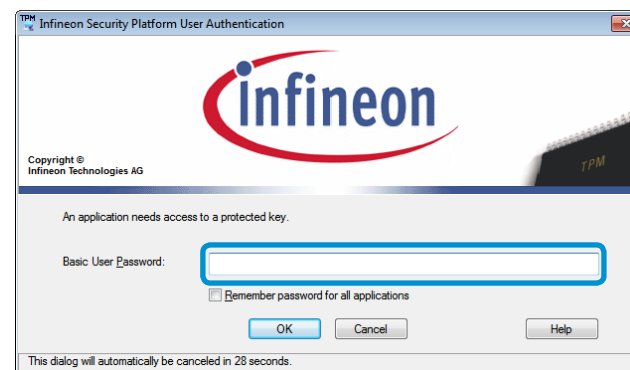 TPM Infineon Security Platform User Authentication
infineon
Copyright ©
Infineon Technologies AG
TPM
An application needs access to a protected key.
Basic User Password:
Remember password for all applications
OK Cancel Help
This dialog will automatically be canceled in 28 seconds.